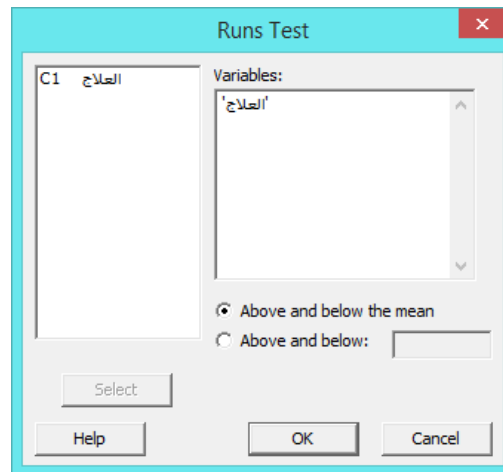 Runs Test
C1 العلاج
Variables:
'العلاج'
Above and below the mean
Above and below:
Select
Help
OK
Cancel